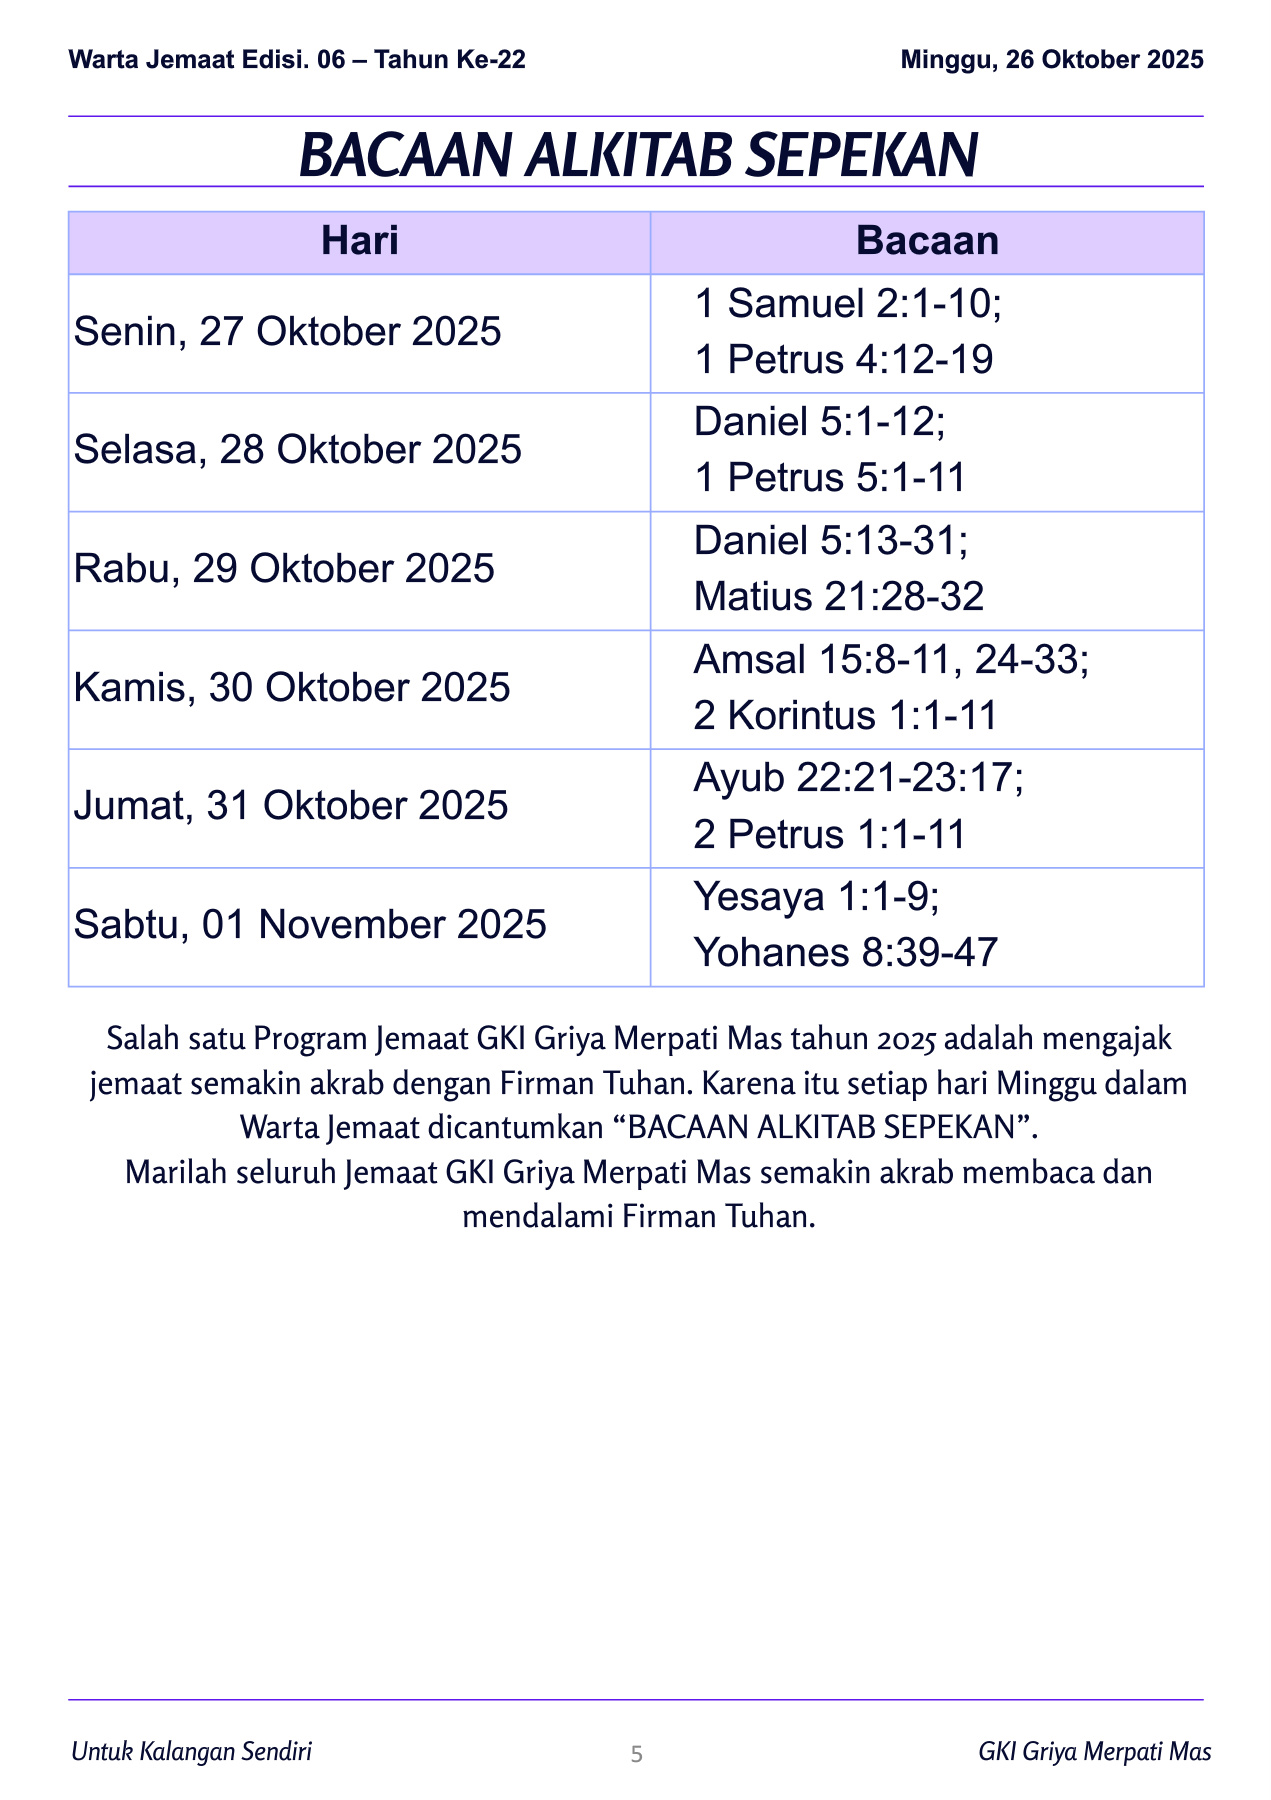 Warta Jemaat Edisi. 06 – Tahun Ke-22 Minggu, 26 Oktober 2025
BACAAN ALKITAB SEPEKAN
Hari Bacaan
Senin, 27 Oktober 2025
1 Samuel 2:1-10;
1 Petrus 4:12-19
Selasa, 28 Oktober 2025
Daniel 5:1-12;
1 Petrus 5:1-11
Rabu, 29 Oktober 2025
Daniel 5:13-31;
Matius 21:28-32
Kamis, 30 Oktober 2025
Amsal 15:8-11, 24-33;
2 Korintus 1:1-11
Jumat, 31 Oktober 2025
Ayub 22:21-23:17;
2 Petrus 1:1-11
Sabtu, 01 November 2025
Yesaya 1:1-9;
Yohanes 8:39-47
Salah satu Program Jemaat GKI Griya Merpati Mas tahun 2025 adalah mengajak
jemaat semakin akrab dengan Firman Tuhan. Karena itu setiap hari Minggu dalam
Warta Jemaat dicantumkan “BACAAN ALKITAB SEPEKAN”.
Marilah seluruh Jemaat GKI Griya Merpati Mas semakin akrab membaca dan
mendalami Firman Tuhan.
Untuk Kalangan Sendiri 5 GKI Griya Merpati Mas